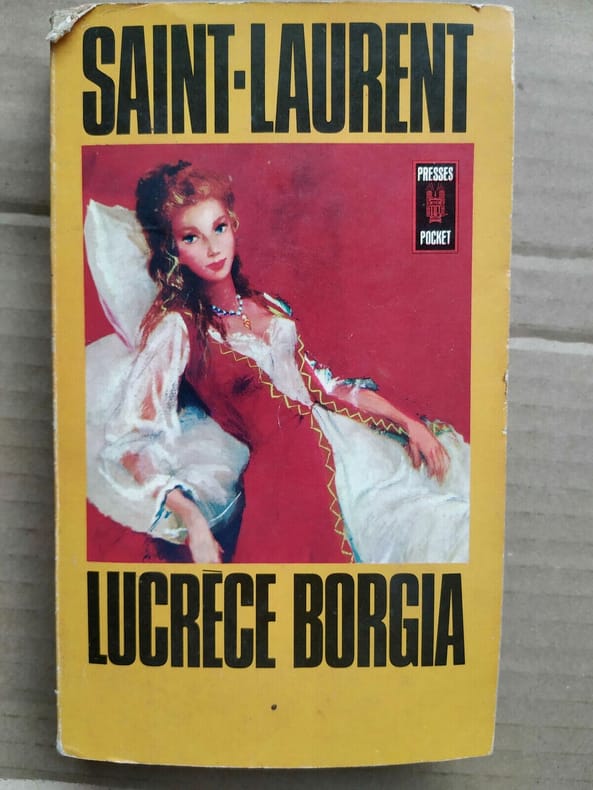 SAINT-LAURENT
PRESSES
POCKET
LUCRÈCE BORGIA